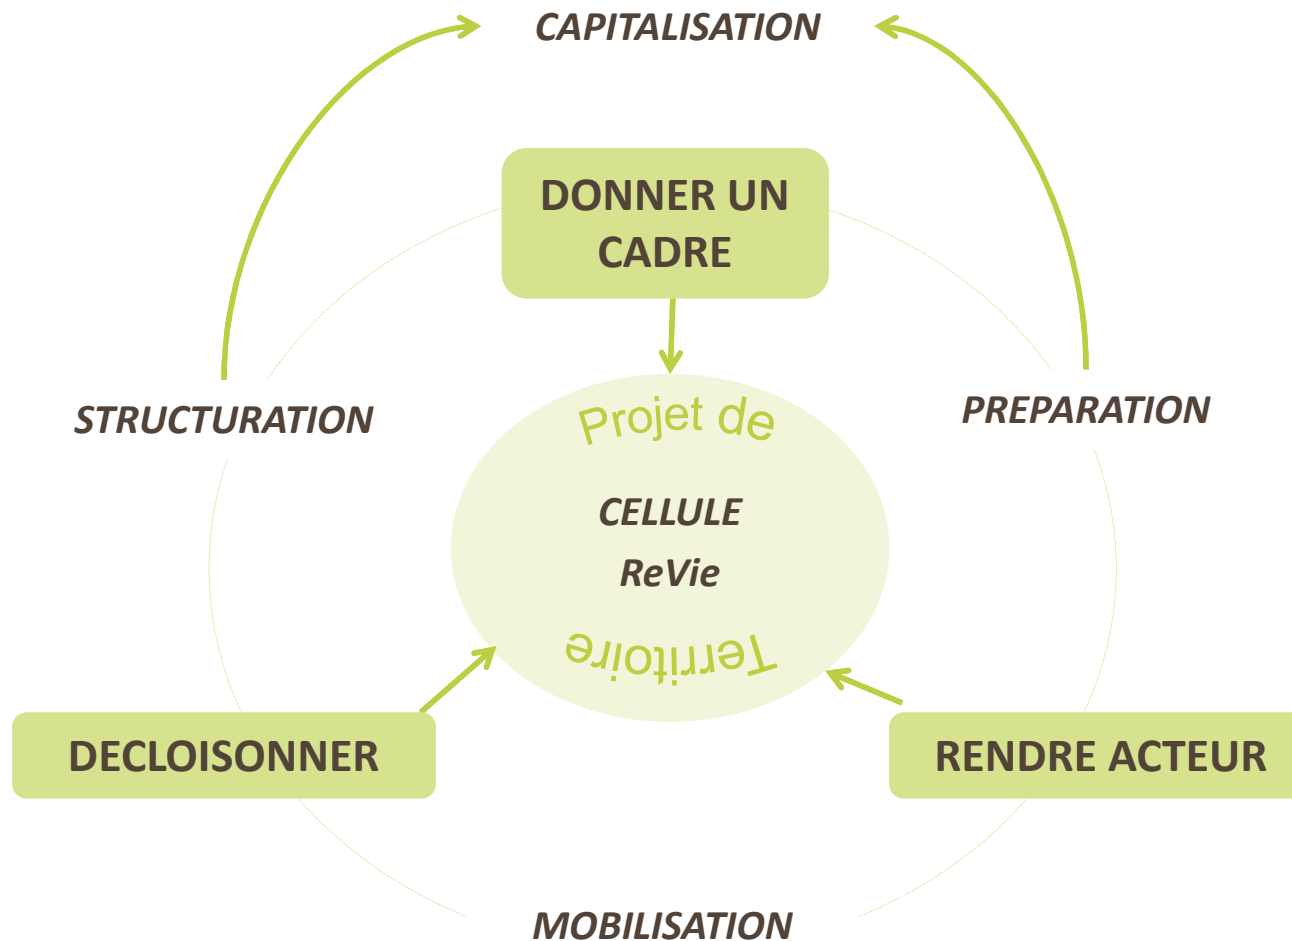 CAPITALISATION
DONNER UN
CADRE
STRUCTURATION
PREPARATION
Projet de
CELLULE
ReVie
Territoire
DECLOISONNER
RENDRE ACTEUR
MOBILISATION